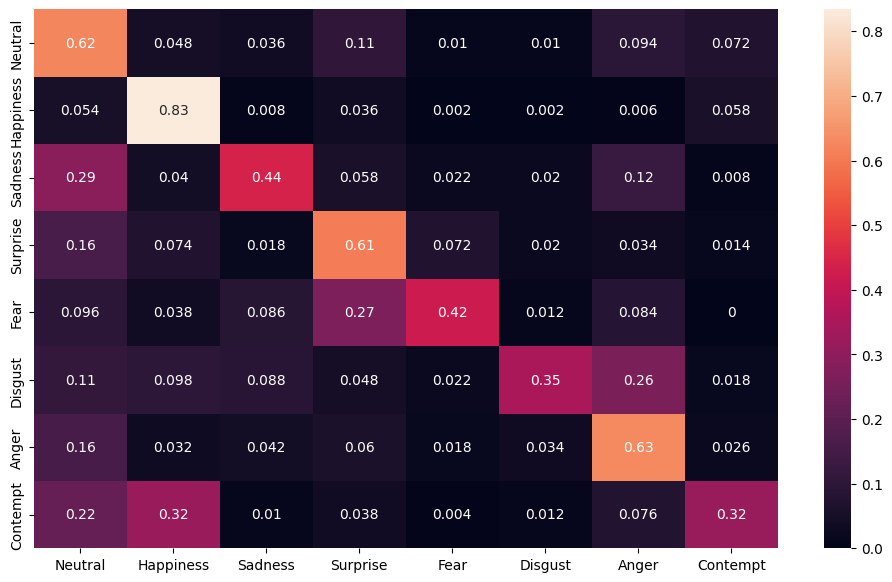 Neutral 0.62 0.048 0.036 0.11 0.01 0.01 0.094 0.072
Happiness 0.054 0.83 0.008 0.036 0.002 0.002 0.006 0.058
Sadness 0.29 0.04 0.44 0.058 0.022 0.02 0.12 0.008
Surprise 0.16 0.074 0.018 0.61 0.072 0.02 0.034 0.014
Fear 0.096 0.038 0.086 0.27 0.42 0.012 0.084 0
Disgust 0.11 0.098 0.088 0.048 0.022 0.35 0.26 0.018
Anger 0.16 0.032 0.042 0.06 0.018 0.034 0.63 0.026
Contempt 0.22 0.32 0.01 0.038 0.004 0.012 0.076 0.32
Neutral Happiness Sadness Surprise Fear Disgust Anger Contempt
0.8
0.7
0.6
0.5
0.4
0.3
0.2
0.1
0.0